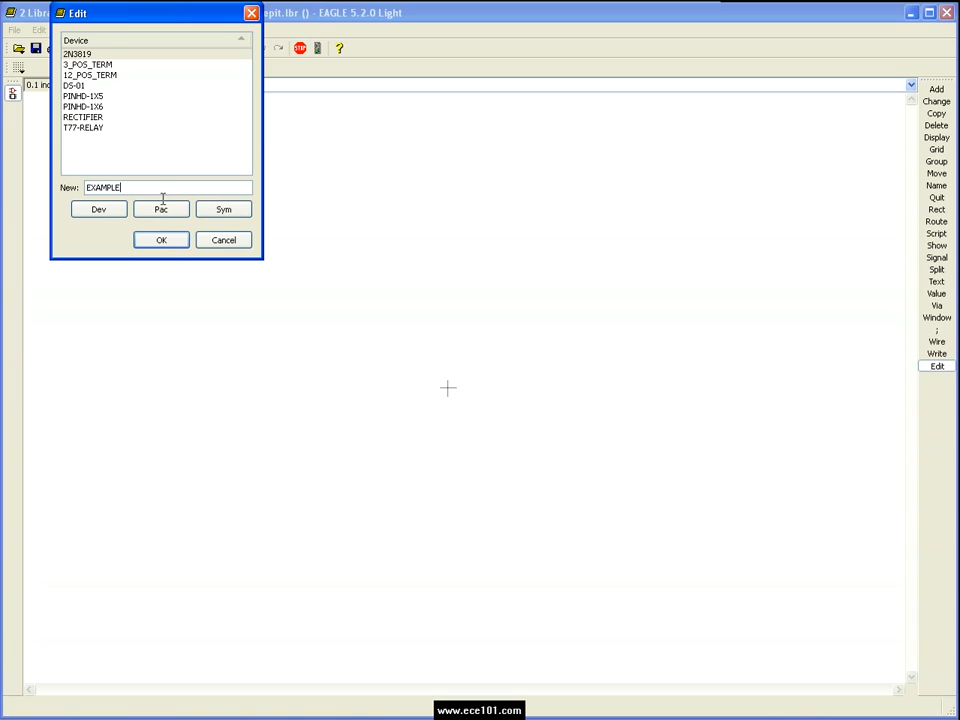 2 Libra
epit.lbr () - EAGLE 5.2.0 Light
Edit
File
Edit
STOP
?
0.1 inc
Device
2N3819
3_POS_TERM
12_POS_TERM
DS-01
PINHD-1X5
PINHD-1X6
RECTIFIER
T77-RELAY
New: EXAMPLE
Dev Pac Sym
OK Cancel
Add
Change
Copy
Delete
Display
Grid
Group
Move
Name
Quit
Rect
Route
Script
Show
Signal
Split
Text
Value
Via
Window
;
Wire
Write
Edit
www.ece101.com